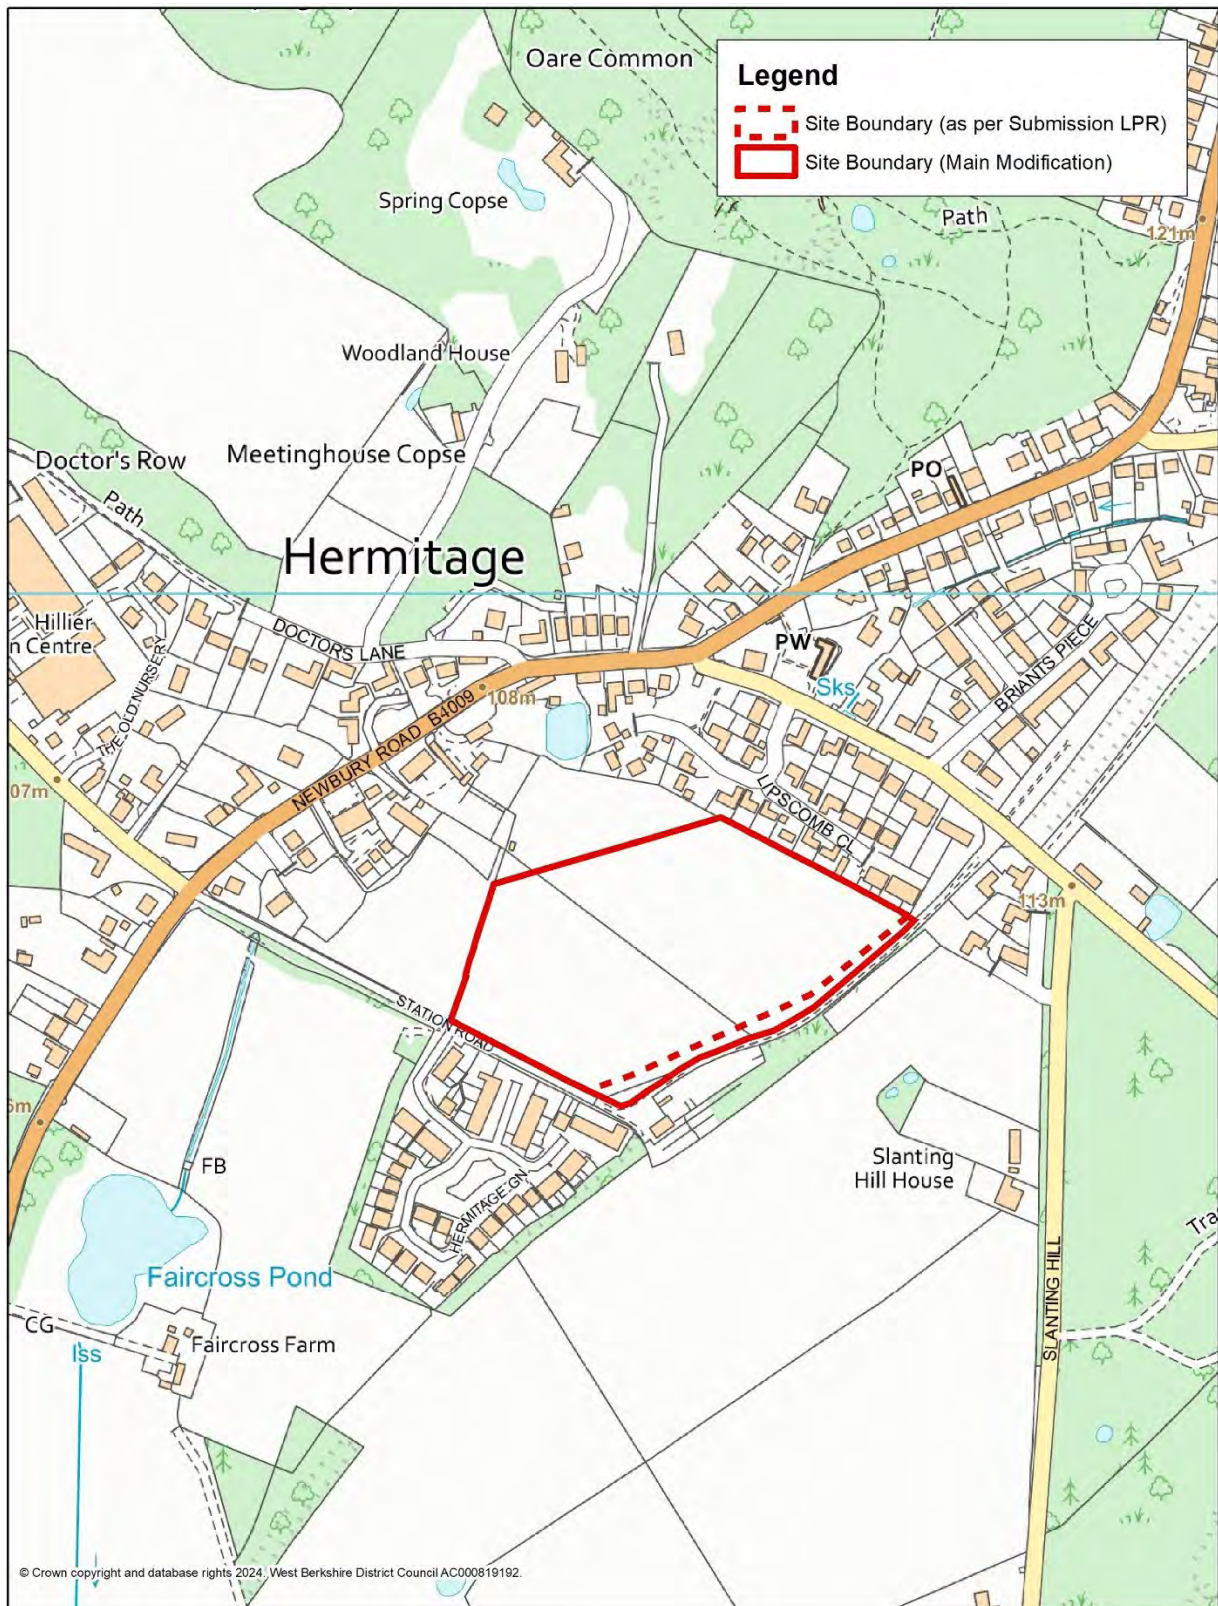 Oare Common
Legend
Site Boundary (as per Submission LPR)
Site Boundary (Main Modification)
Spring Copse
Path
121m
Woodland House
Doctor's Row
Meetinghouse Copse
PO
Path
Hermitage
Hillier
n Centre
DOCTORS LANE
PW
Sks
BRIANTS PIECE
THE OLD NURSERY
108m
NEWBURY ROAD B4009
LIPSCOMB CL
07m
113m
STATION ROAD
FB
Slanting
Hill House
HERMITAGE GN
Tra
Faircross Pond
SLANTING HILL
CG
Iss
Faircross Farm
© Crown copyright and database rights 2024. West Berkshire District Council AC000819192.